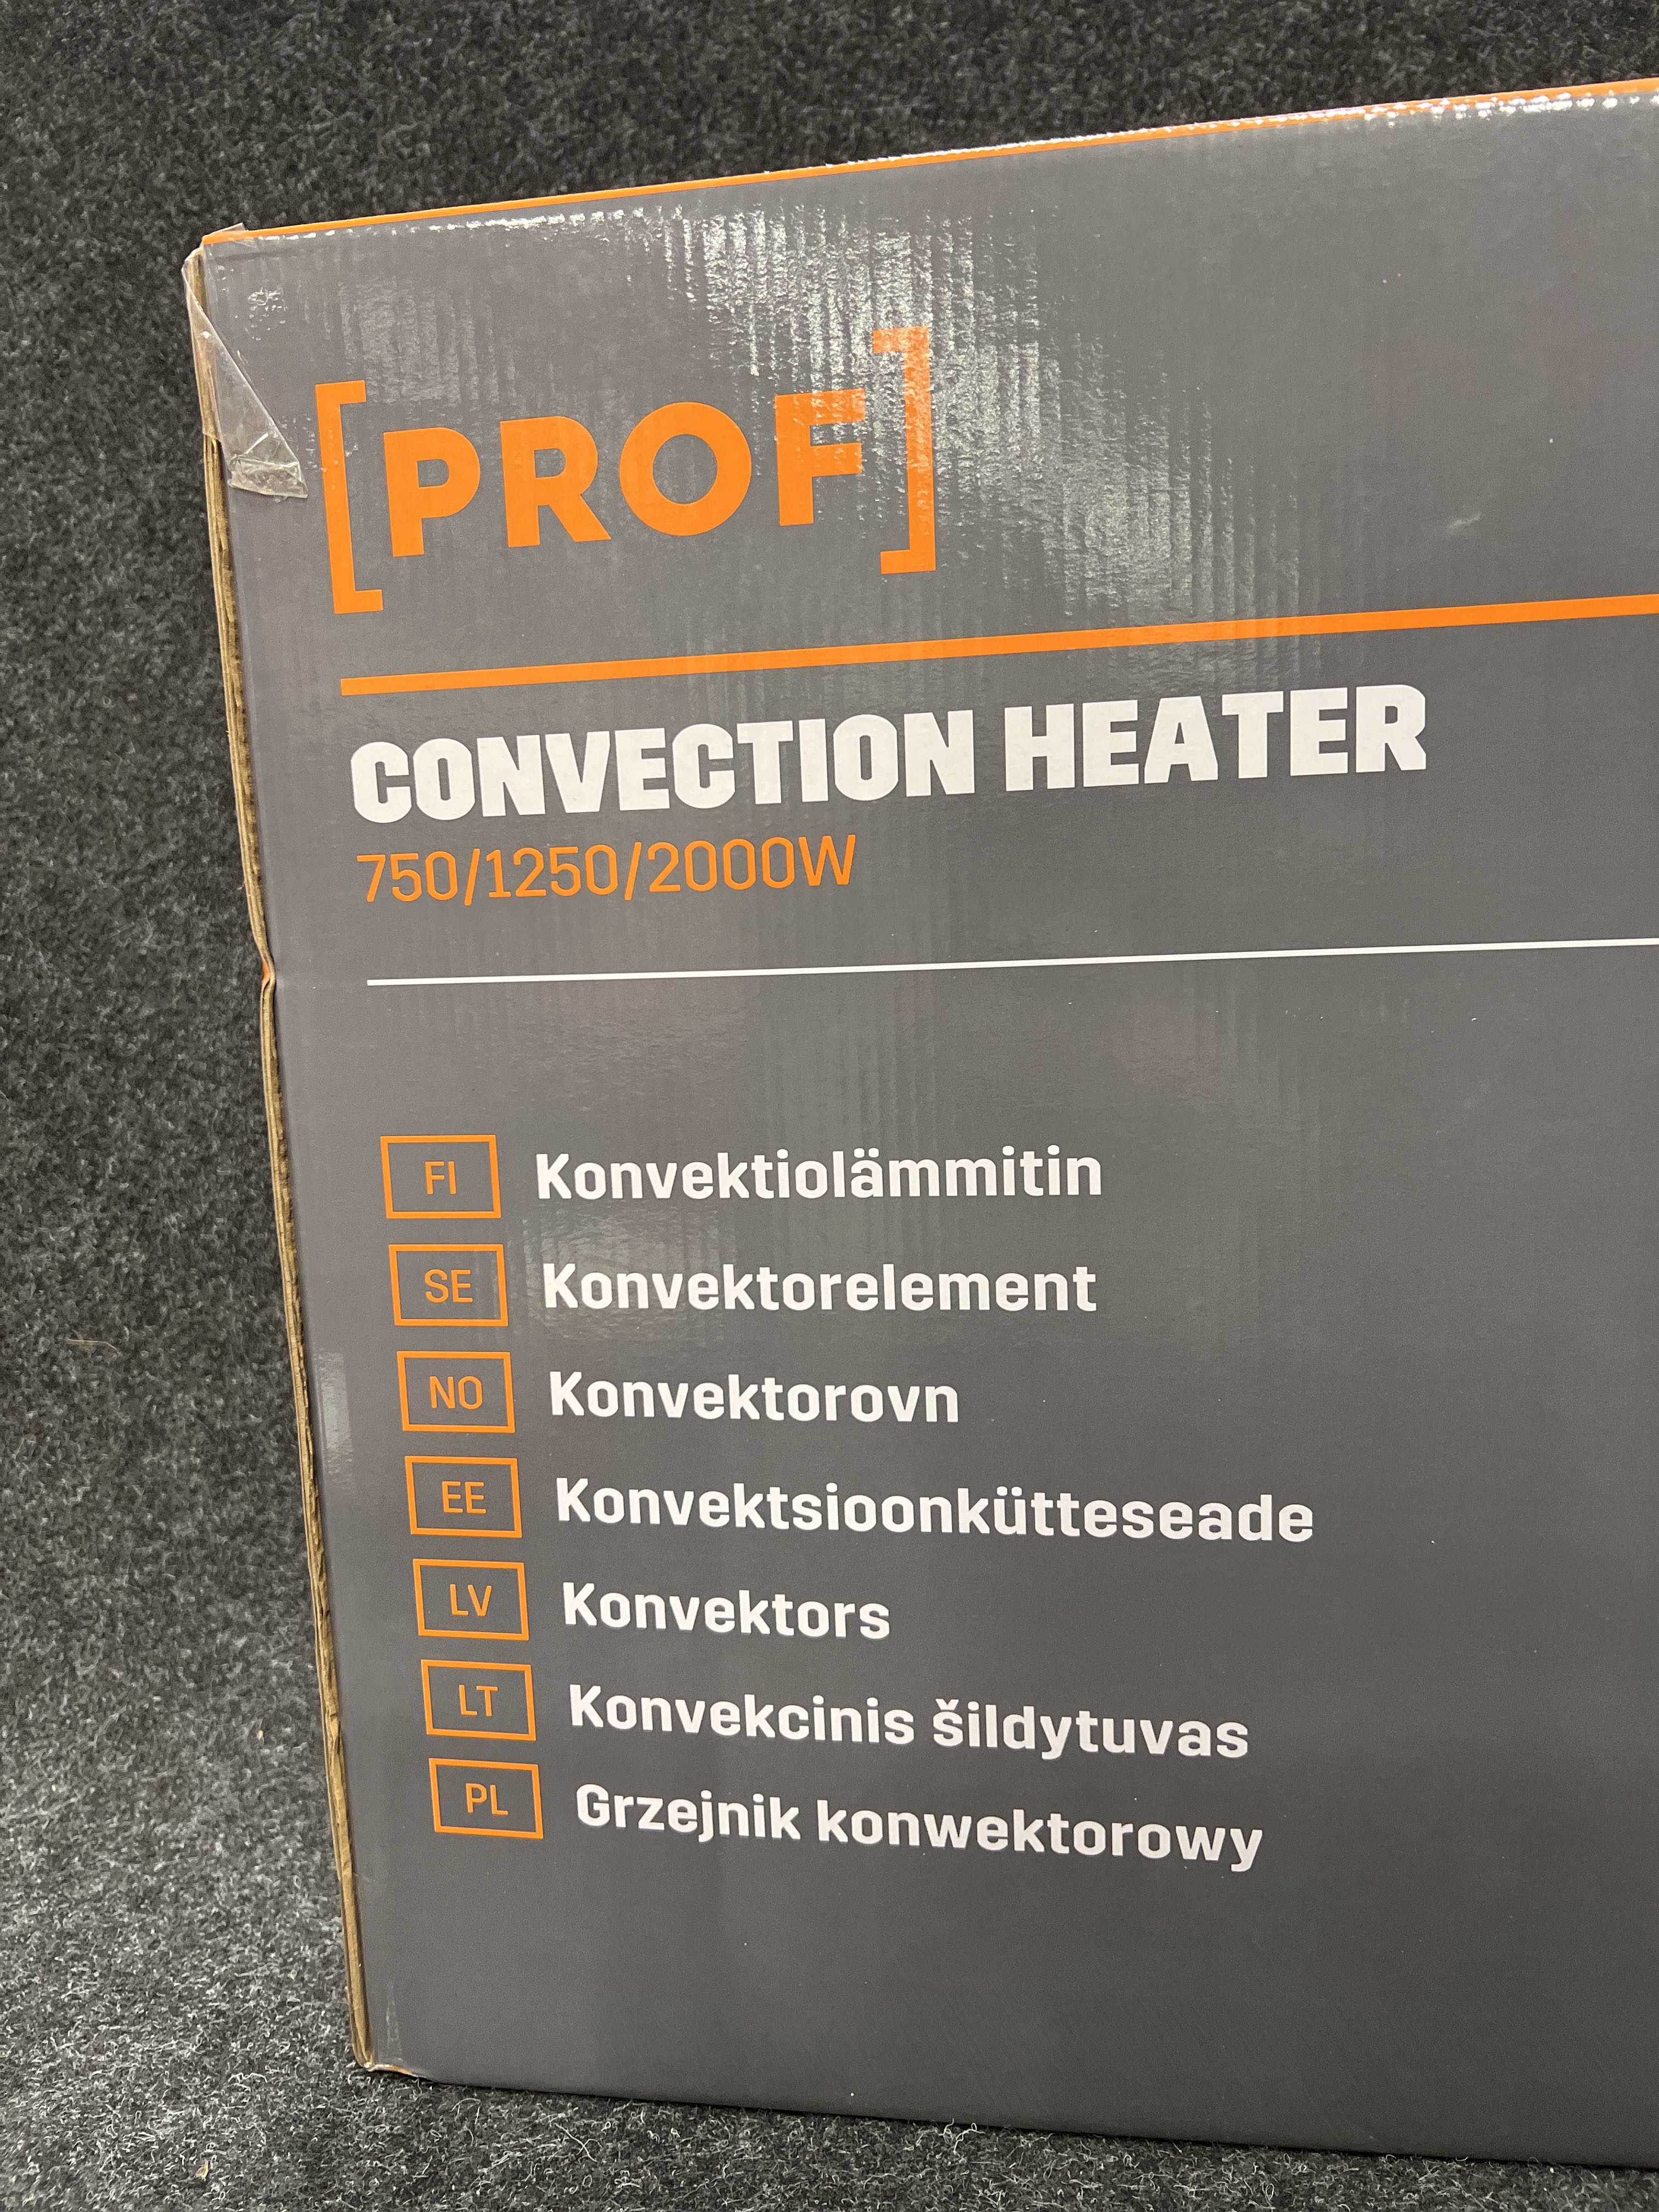 [PROF]
CONVECTION HEATER
750/1250/2000W
FI Konvektiolämmitin
SE Konvektorelement
NO Konvektorovn
EE Konvektsioonkütteseade
LV Konvektors
LT Konvekcinis šildytuvas
PL Grzejnik konwektorowy